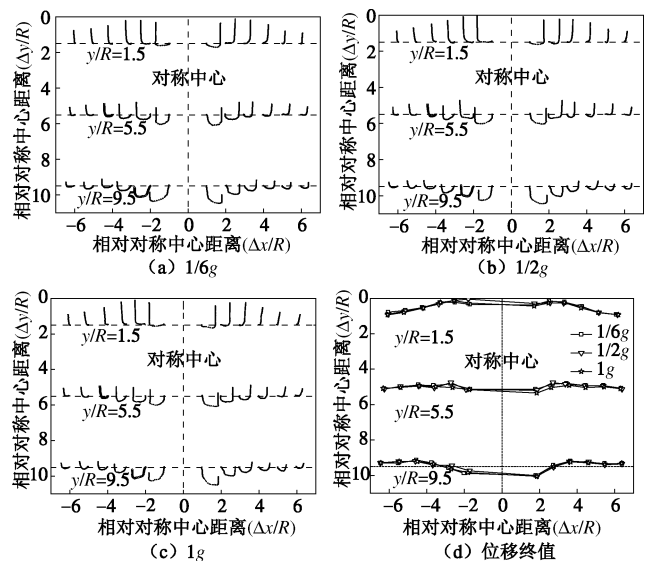 相对对称中心距离(Δy/R)
0
2
4
6
8
10
y/R=1.5
对称中心
y/R=5.5
y/R=9.5
-6 -4 -2 0 2 4 6
相对对称中心距离(Δx/R)
(a) 1/6g
相对对称中心距离(Δy/R)
0
2
4
6
8
10
y/R=1.5
对称中心
y/R=5.5
y/R=9.5
-6 -4 -2 0 2 4 6
相对对称中心距离(Δx/R)
(b) 1/2g
相对对称中心距离(Δy/R)
0
2
4
6
8
10
y/R=1.5
对称中心
y/R=5.5
y/R=9.5
-6 -4 -2 0 2 4 6
相对对称中心距离(Δx/R)
(c) 1g
相对对称中心距离(Δy/R)
0
2
4
6
8
10
y/R=1.5
对称中心
1/6g
1/2g
1g
y/R=5.5
y/R=9.5
-6 -4 -2 0 2 4 6
相对对称中心距离(Δx/R)
(d) 位移终值